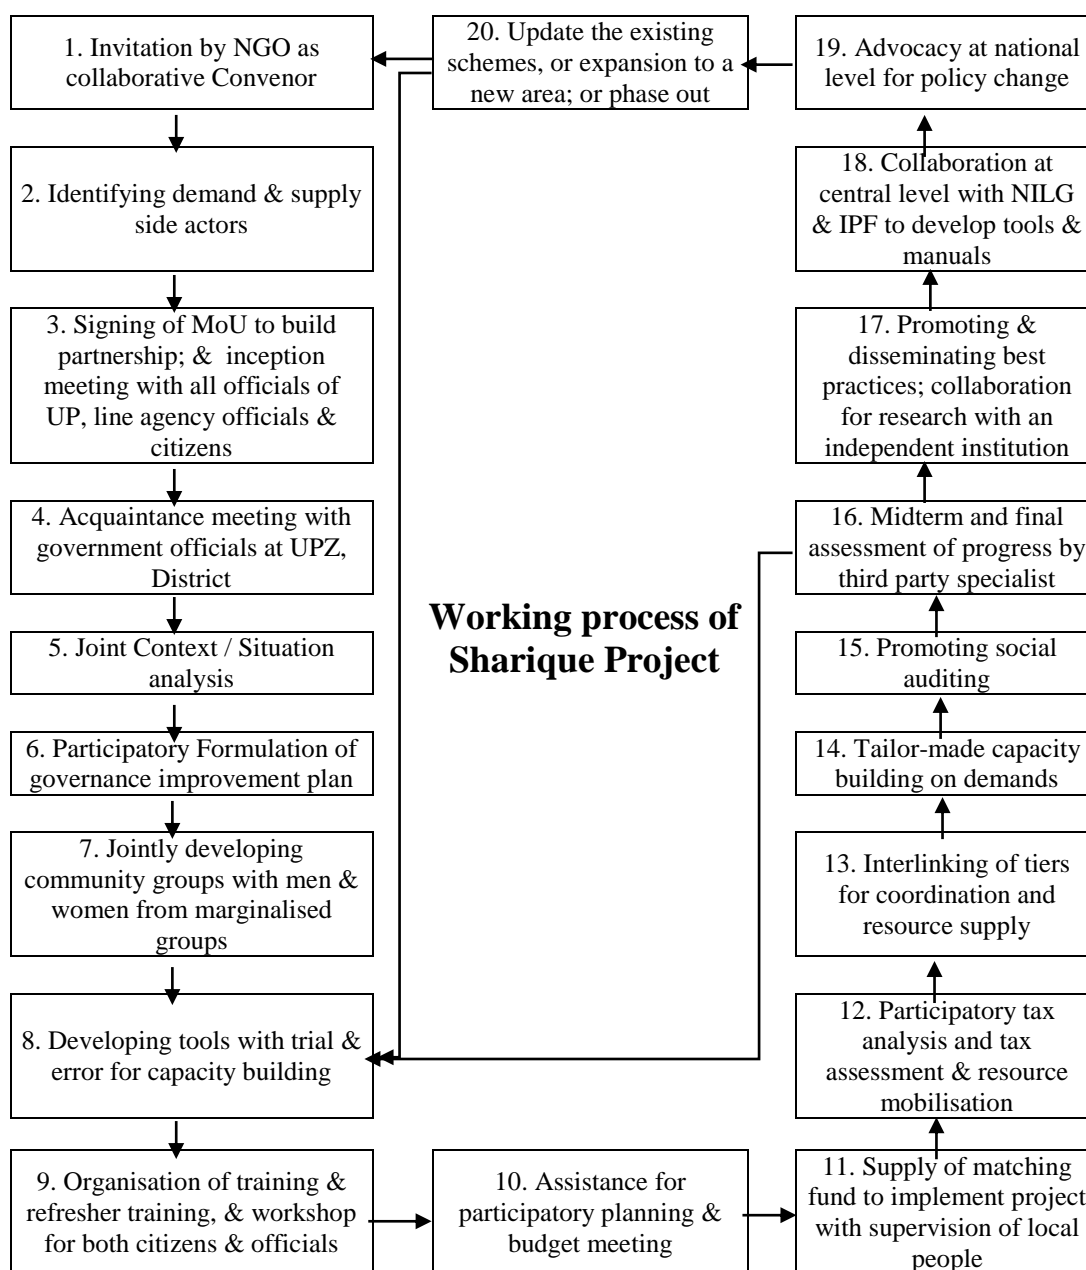 1. Invitation by NGO as
collaborative Convenor
20. Update the existing
schemes, or expansion to a
new area; or phase out
19. Advocacy at national
level for policy change
2. Identifying demand & supply
side actors
18. Collaboration at
central level with NILG
& IPF to develop tools &
manuals
3. Signing of MoU to build
partnership; & inception
meeting with all officials of
UP, line agency officials &
citizens
17. Promoting &
disseminating best
practices; collaboration
for research with an
independent institution
4. Acquaintance meeting with
government officials at UPZ,
District
16. Midterm and final
assessment of progress by
third party specialist
Working process of
Sharique Project
5. Joint Context / Situation
analysis
15. Promoting social
auditing
6. Participatory Formulation of
governance improvement plan
14. Tailor-made capacity
building on demands
7. Jointly developing
community groups with men &
women from marginalised
groups
13. Interlinking of tiers
for coordination and
resource supply
8. Developing tools with trial &
error for capacity building
12. Participatory tax
analysis and tax
assessment & resource
mobilisation
9. Organisation of training &
refresher training, & workshop
for both citizens & officials
10. Assistance for
participatory planning &
budget meeting
11. Supply of matching
fund to implement project
with supervision of local
people